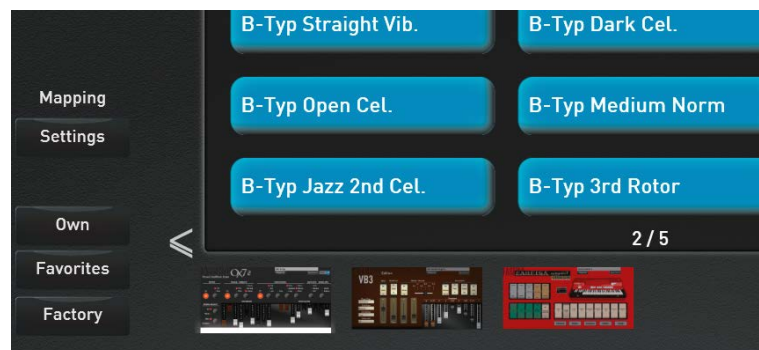 B-Typ Straight Vib.
B-Typ Dark Cel.
Mapping
B-Typ Open Cel.
B-Typ Medium Norm
Settings
B-Typ Jazz 2nd Cel.
B-Typ 3rd Rotor
Own
2 / 5
Favorites
VB3
Factory